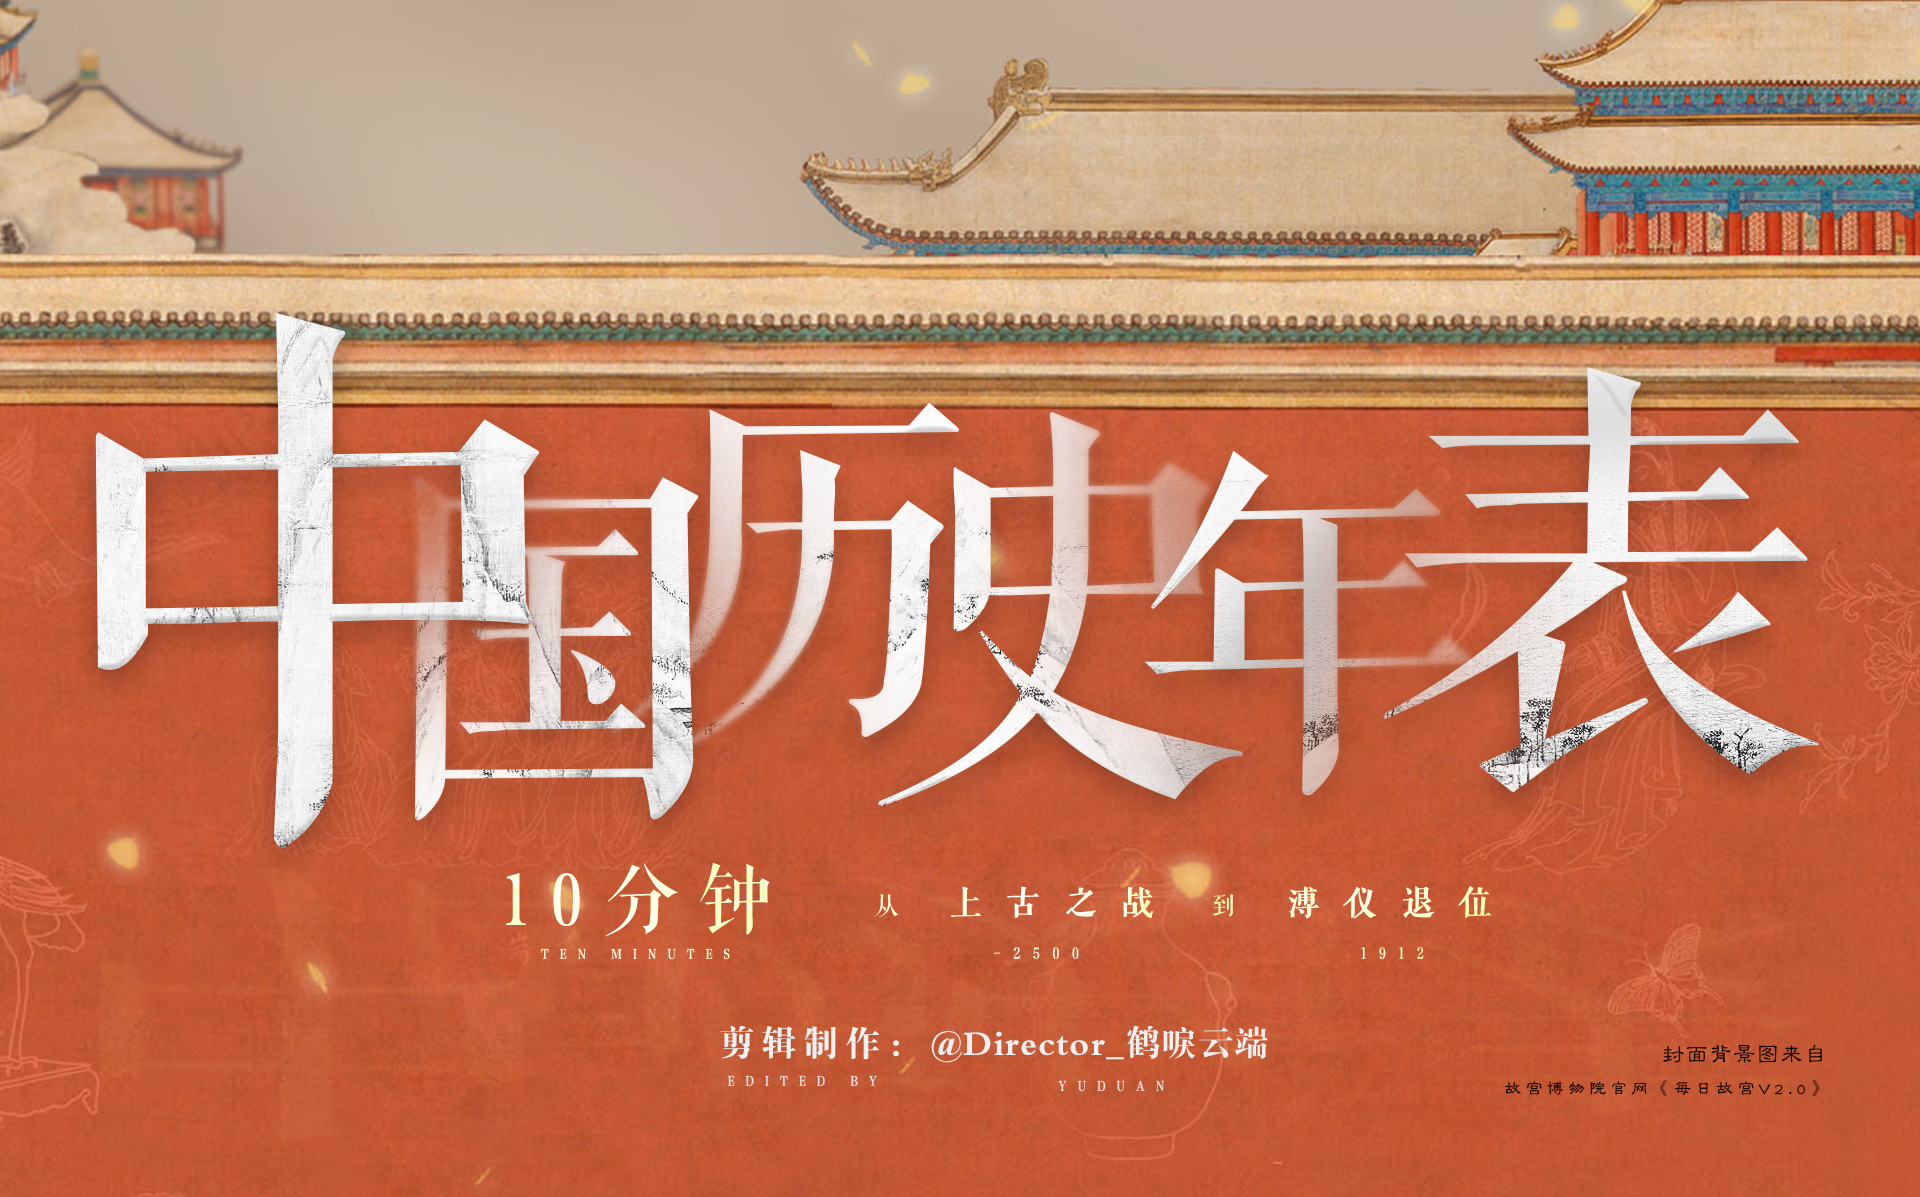 中国历史年表
10分钟 从 上古之战 到 溥仪退位
TEN MINUTES -2500 1912
剪辑制作：@Director_鹤唳云端
EDITED BY YUDUAN
封面背景图来自
故宫博物院官网《每日故宫V2.0》